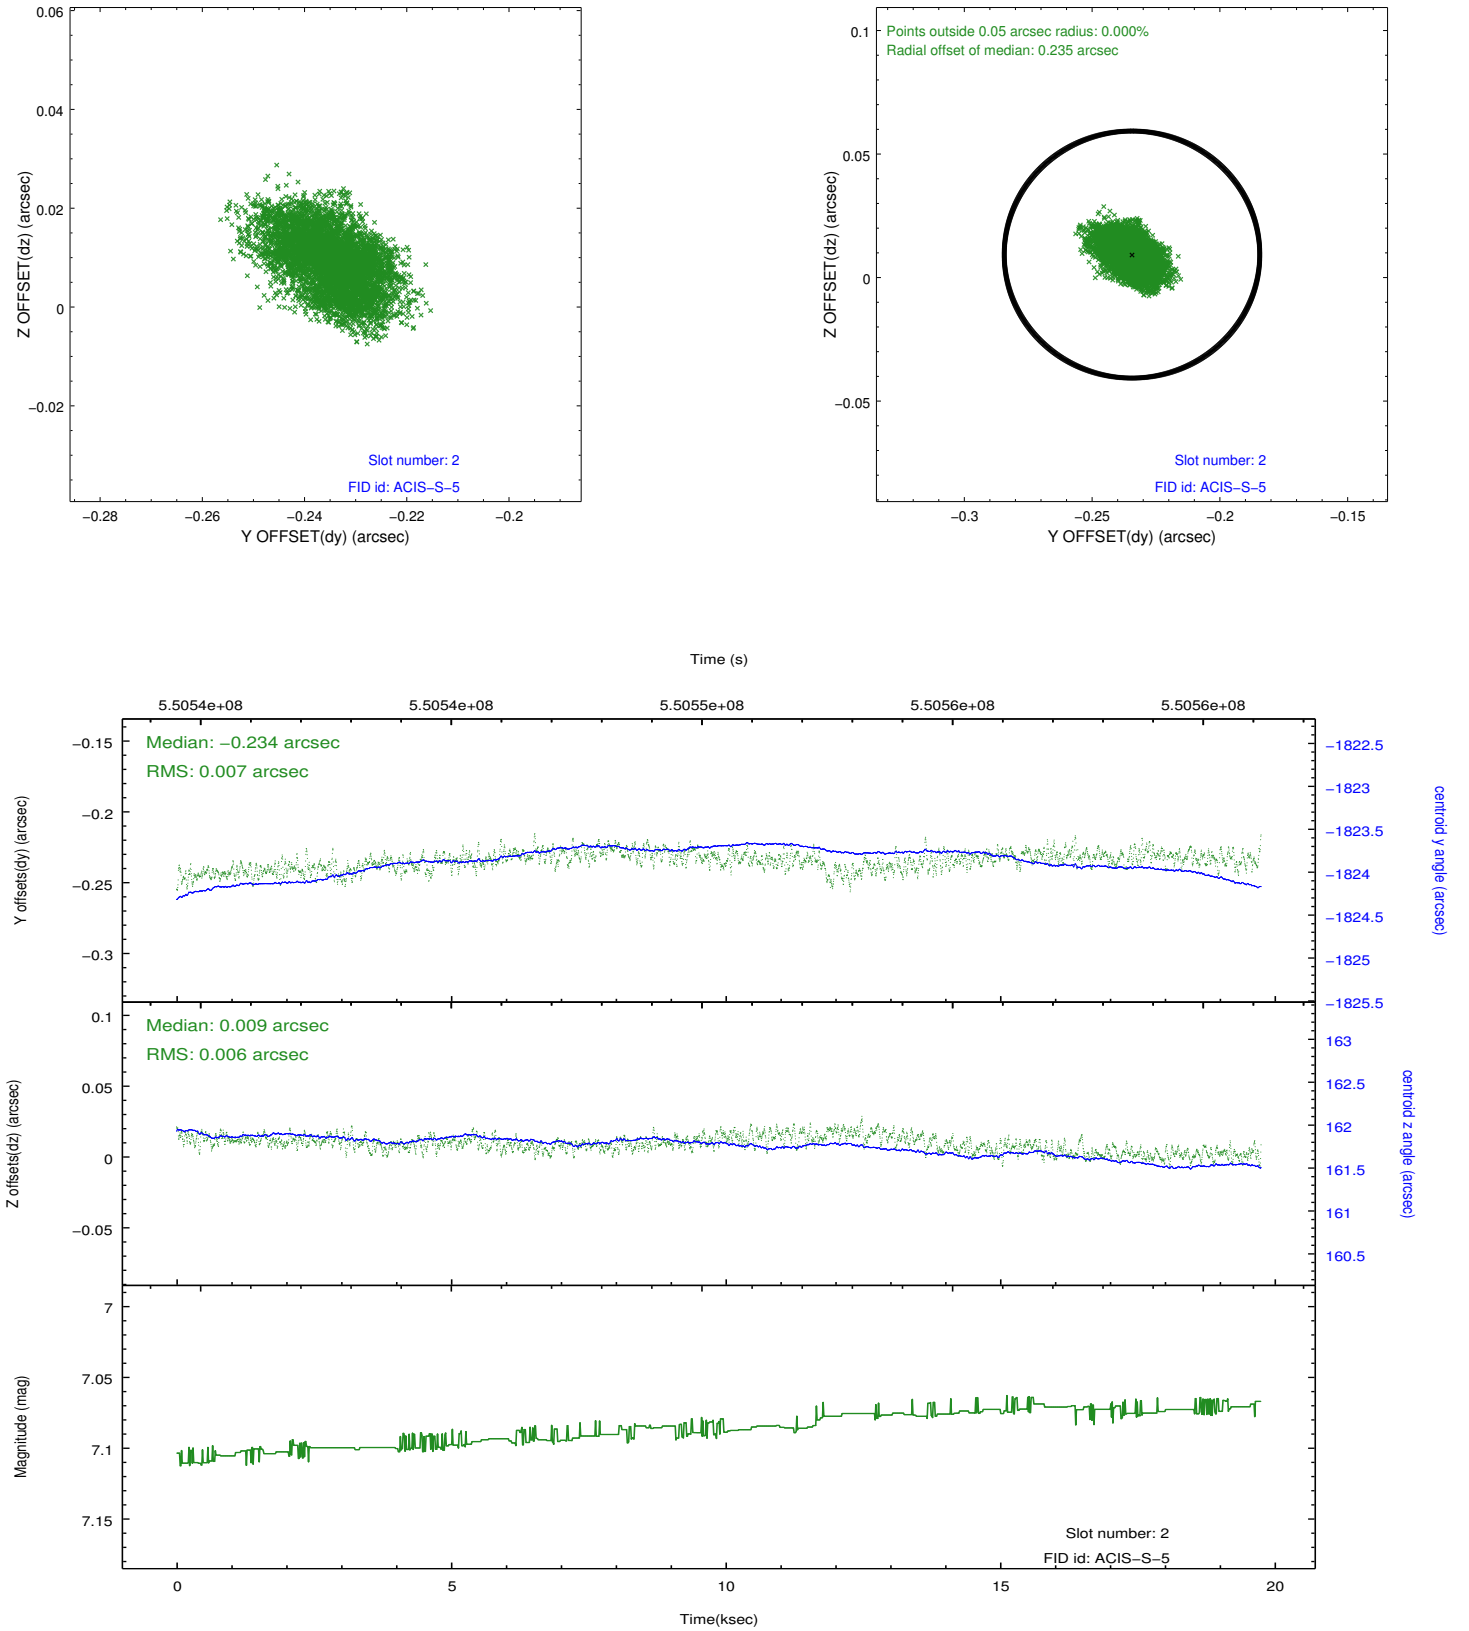 0.06
0.04
0.02
0
−0.02
Z OFFSET(dz) (arcsec)
−0.28
−0.26
−0.24
−0.22
−0.2
Y OFFSET(dy) (arcsec)
Slot number: 2
FID id: ACIS−S−5
Points outside 0.05 arcsec radius: 0.000%
Radial offset of median: 0.235 arcsec
0.1
0.05
0
−0.05
Z OFFSET(dz) (arcsec)
−0.3
−0.25
−0.2
−0.15
Y OFFSET(dy) (arcsec)
Slot number: 2
FID id: ACIS−S−5
Time (s)
5.5054e+08
5.5054e+08
5.5055e+08
5.5056e+08
5.5056e+08
Median: −0.234 arcsec
RMS: 0.007 arcsec
−0.15
−0.2
−0.25
−0.3
Y offsets(dy) (arcsec)
−1822.5
−1823
−1823.5
−1824
−1824.5
−1825
−1825.5
centroid y angle (arcsec)
Median: 0.009 arcsec
RMS: 0.006 arcsec
0.1
0.05
0
−0.05
Z offsets(dz) (arcsec)
163
162.5
162
161.5
161
160.5
centroid z angle (arcsec)
7
7.05
7.1
7.15
Magnitude (mag)
Slot number: 2
FID id: ACIS−S−5
0
5
10
15
20
Time(ksec)